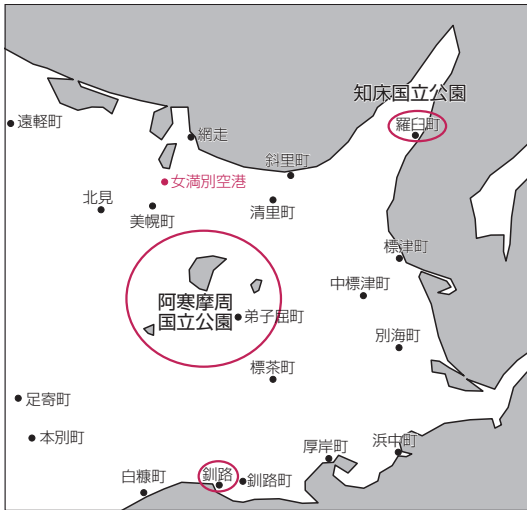 知床国立公園
羅臼町
遠軽町
網走
斜里町
女満別空港
北見
美幌町
清里町
標津町
中標津町
阿寒摩周
国立公園
弟子屈町
別海町
標茶町
足寄町
本別町
厚岸町
浜中町
白糠町
釧路
釧路町